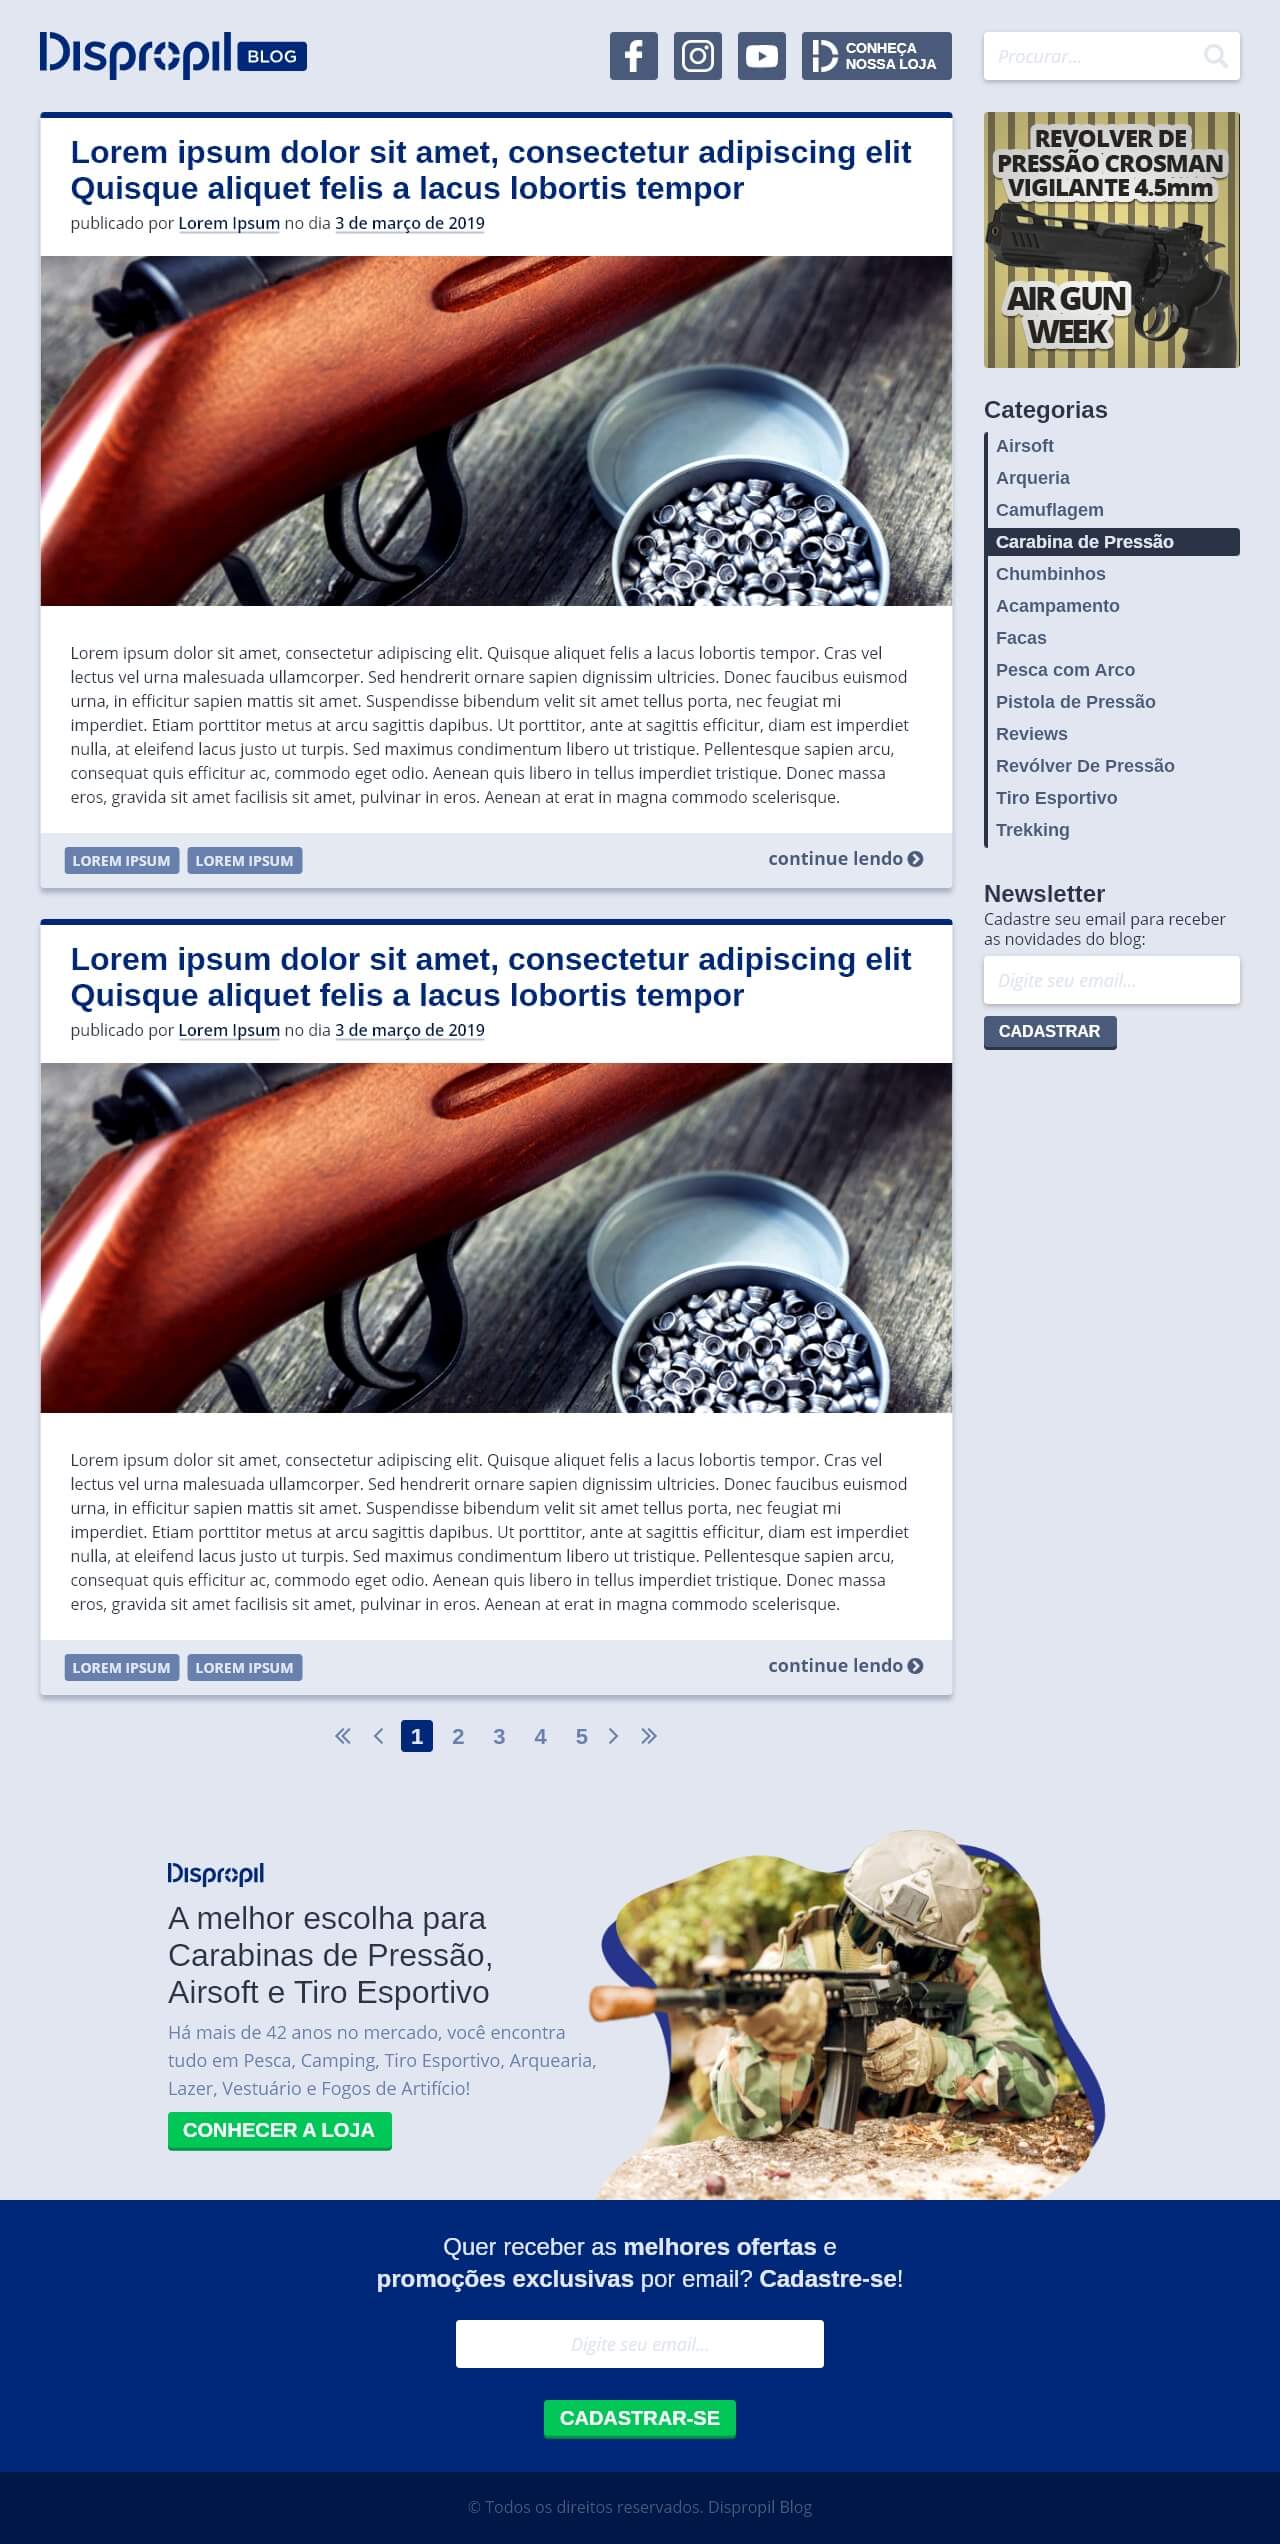 Dispropil BLOG
CONHEÇA
NOSSA LOJA
Procurar...
Lorem ipsum dolor sit amet, consectetur adipiscing elit
Quisque aliquet felis a lacus lobortis tempor
publicado por Lorem Ipsum no dia 3 de março de 2019
Lorem ipsum dolor sit amet, consectetur adipiscing elit. Quisque aliquet felis a lacus lobortis tempor. Cras vel
lectus vel urna malesuada ullamcorper. Sed hendrerit ornare sapien dignissim ultricies. Donec faucibus euismod
urna, in efficitur sapien mattis sit amet. Suspendisse bibendum velit sit amet tellus porta, nec feugiat mi
imperdiet. Etiam porttitor metus at arcu sagittis dapibus. Ut porttitor, ante at sagittis efficitur, diam est imperdiet
nulla, at eleifend lacus justo ut turpis. Sed maximus condimentum libero ut tristique. Pellentesque sapien arcu,
consequat quis efficitur ac, commodo eget odio. Aenean quis libero in tellus imperdiet tristique. Donec massa
eros, gravida sit amet facilisis sit amet, pulvinar in eros. Aenean at erat in magna commodo scelerisque.
LOREM IPSUM LOREM IPSUM continue lendo
Lorem ipsum dolor sit amet, consectetur adipiscing elit
Quisque aliquet felis a lacus lobortis tempor
publicado por Lorem Ipsum no dia 3 de março de 2019
Lorem ipsum dolor sit amet, consectetur adipiscing elit. Quisque aliquet felis a lacus lobortis tempor. Cras vel
lectus vel urna malesuada ullamcorper. Sed hendrerit ornare sapien dignissim ultricies. Donec faucibus euismod
urna, in efficitur sapien mattis sit amet. Suspendisse bibendum velit sit amet tellus porta, nec feugiat mi
imperdiet. Etiam porttitor metus at arcu sagittis dapibus. Ut porttitor, ante at sagittis efficitur, diam est imperdiet
nulla, at eleifend lacus justo ut turpis. Sed maximus condimentum libero ut tristique. Pellentesque sapien arcu,
consequat quis efficitur ac, commodo eget odio. Aenean quis libero in tellus imperdiet tristique. Donec massa
eros, gravida sit amet facilisis sit amet, pulvinar in eros. Aenean at erat in magna commodo scelerisque.
LOREM IPSUM LOREM IPSUM continue lendo
1 2 3 4 5
REVOLVER DE
PRESSÃO CROSMAN
VIGILANTE 4.5mm
AIR GUN
WEEK
Categorias
Airsoft
Arqueria
Camuflagem
Carabina de Pressão
Chumbinhos
Acampamento
Facas
Pesca com Arco
Pistola de Pressão
Reviews
Revólver De Pressão
Tiro Esportivo
Trekking
Newsletter
Cadastre seu email para receber
as novidades do blog:
Digite seu email...
CADASTRAR
Dispropil
A melhor escolha para
Carabinas de Pressão,
Airsoft e Tiro Esportivo
Há mais de 42 anos no mercado, você encontra
tudo em Pesca, Camping, Tiro Esportivo, Arquearia,
Lazer, Vestuário e Fogos de Artifício!
CONHECER A LOJA
Quer receber as melhores ofertas e
promoções exclusivas por email? Cadastre-se!
Digite seu email...
CADASTRAR-SE
© Todos os direitos reservados. Dispropil Blog